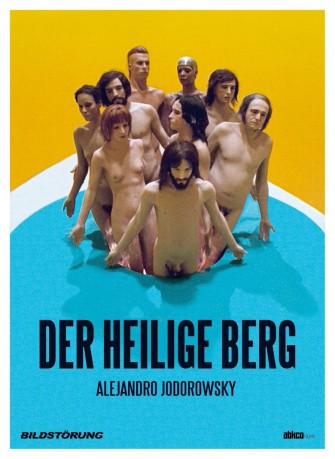 DER HEILIGE BERG
ALEJANDRO JODOROWSKY
BILDSTÖRUNG
abkco